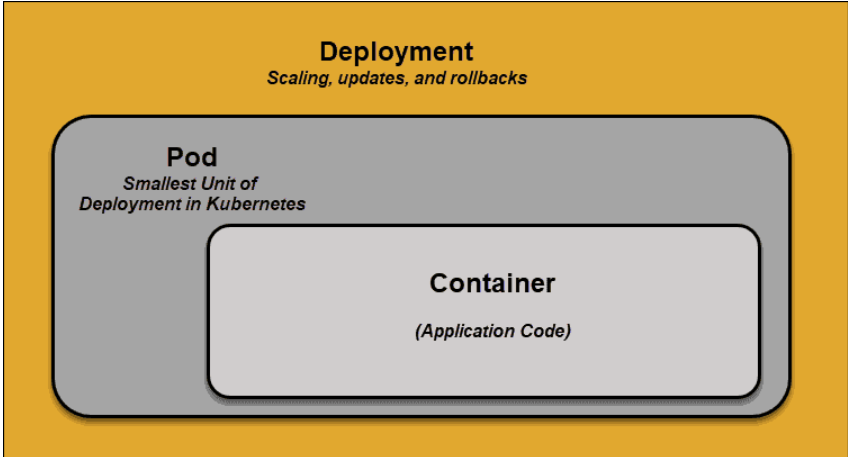 Deployment
Scaling, updates, and rollbacks
Pod
Smallest Unit of
Deployment in Kubernetes
Container
(Application Code)